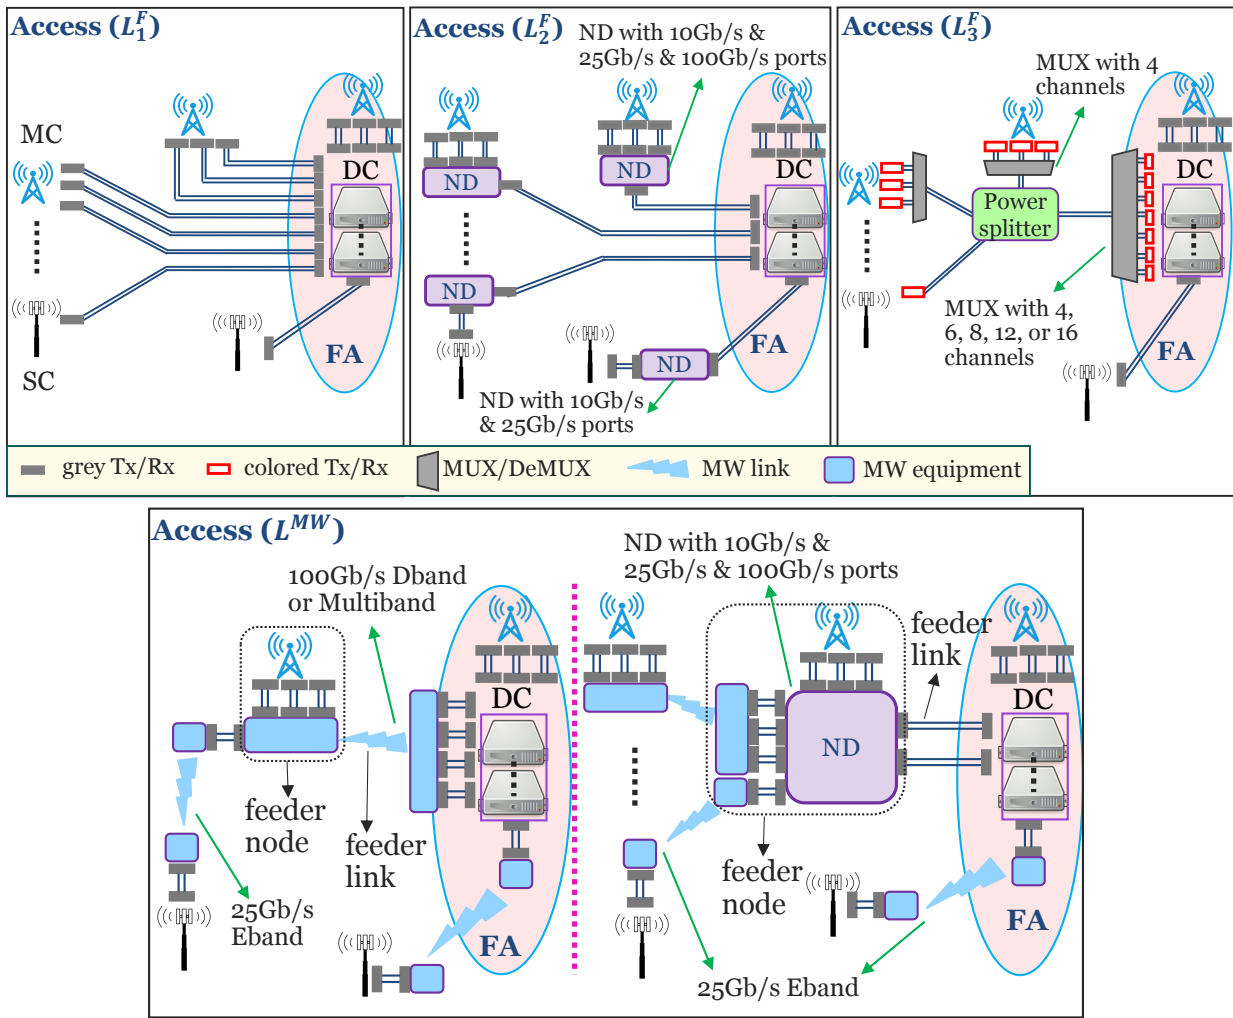 Access (L₁ᶠ)
MC
DC
FA
SC
Access (L₂ᶠ)
ND with 10Gb/s &
25Gb/s & 100Gb/s ports
ND
ND
DC
ND
FA
ND
ND with 10Gb/s
& 25Gb/s ports
Access (L₃ᶠ)
MUX with 4
channels
DC
Power
splitter
MUX with 4,
6, 8, 12, or 16
channels
FA
grey Tx/Rx
colored Tx/Rx
MUX/DeMUX
MW link
MW equipment
Access (Lᴹᵂ)
100Gb/s Dband
or Multiband
DC
feeder
node
feeder
link
25Gb/s
Eband
FA
ND with 10Gb/s &
25Gb/s & 100Gb/s ports
feeder
link
DC
ND
feeder
node
FA
25Gb/s Eband